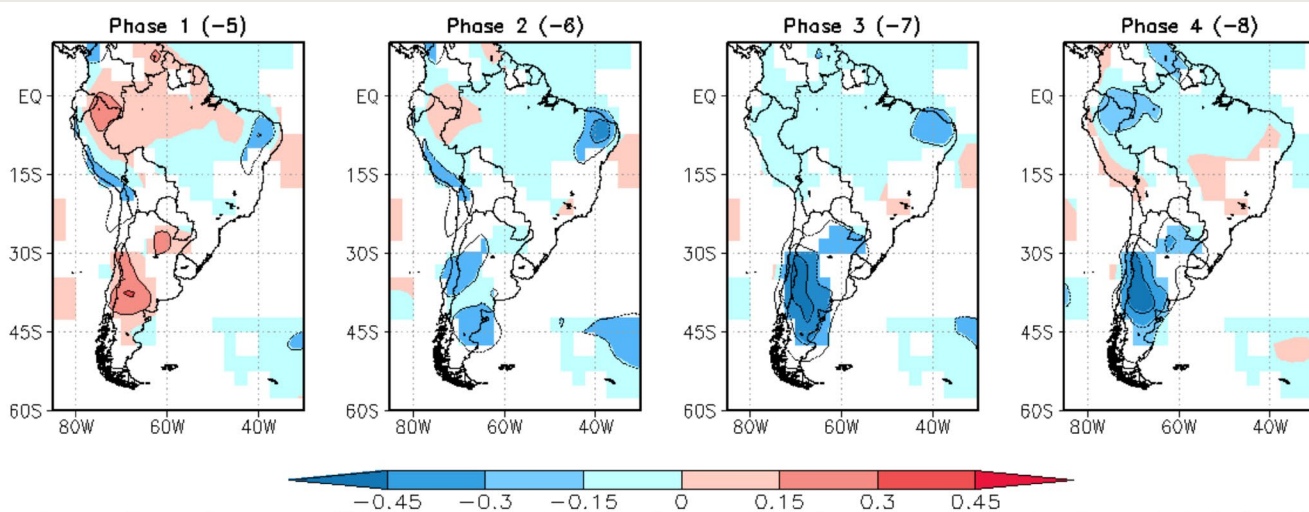 Phase 1 (−5) Phase 2 (−6) Phase 3 (−7) Phase 4 (−8)
EQ EQ EQ EQ
15S 15S 15S 15S
30S 30S 30S 30S
45S 45S 45S 45S
60S 60S 60S 60S
80W 60W 40W 80W 60W 40W 80W 60W 40W 80W 60W 40W
−0.45 −0.3 −0.15 0 0.15 0.3 0.45